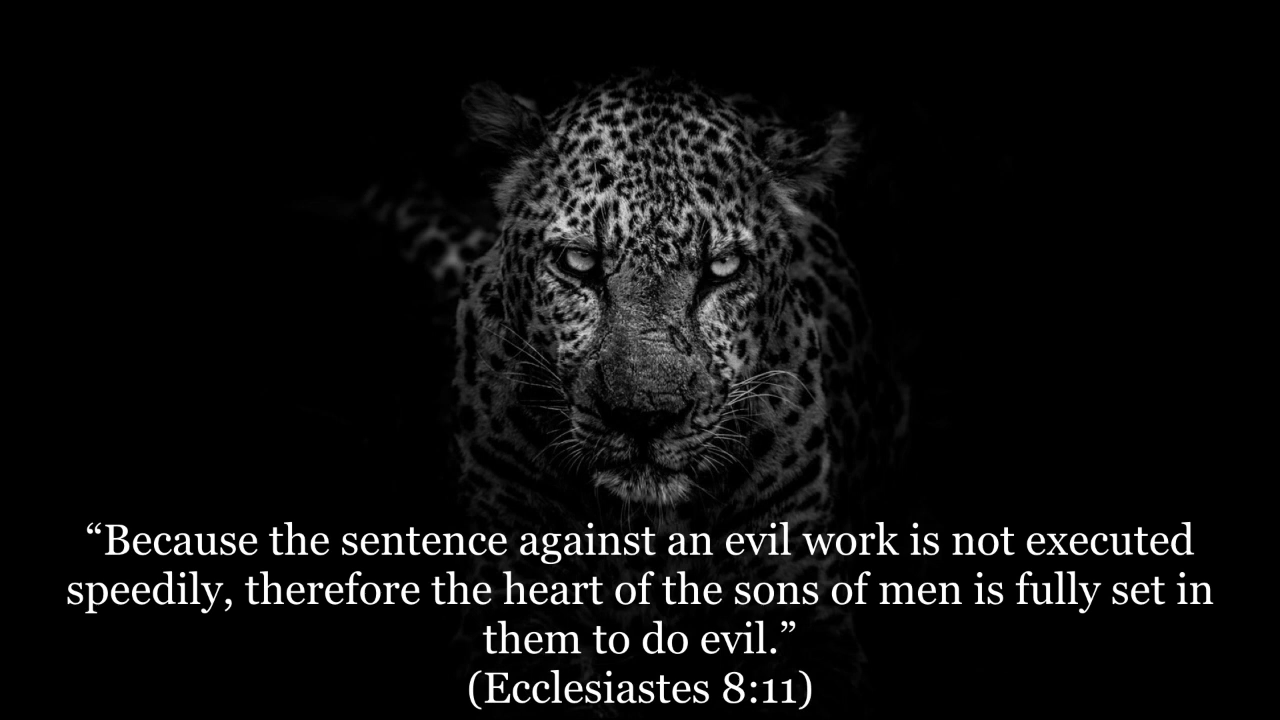 “Because the sentence against an evil work is not executed
speedily, therefore the heart of the sons of men is fully set in
them to do evil.”
(Ecclesiastes 8:11)